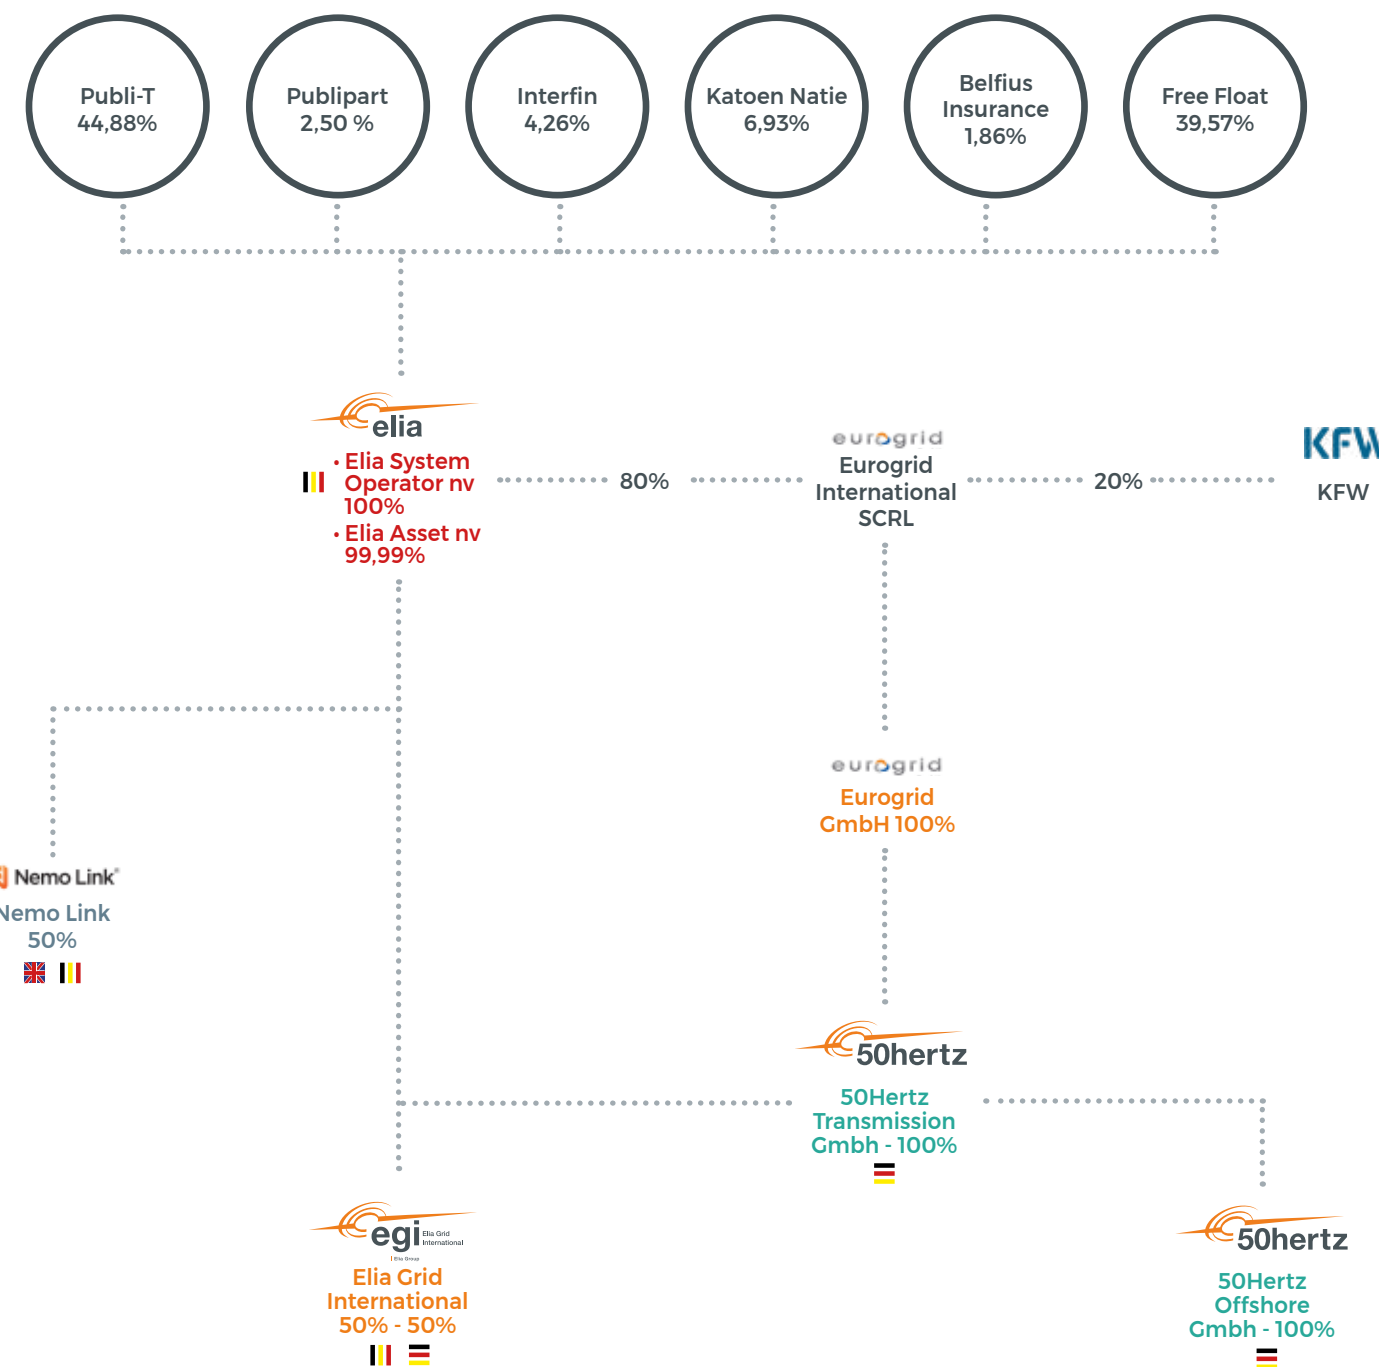 Publi-T
44,88%
Publipart
2,50 %
Interfin
4,26%
Katoen Natie
6,93%
Belfius
Insurance
1,86%
Free Float
39,57%
elia
• Elia System
Operator nv
100%
• Elia Asset nv
99,99%
80%
eurogrid
Eurogrid
International
SCRL
20%
KFW
KFW
eurogrid
Eurogrid
GmbH 100%
Nemo Link®
Nemo Link
50%
50hertz
50Hertz
Transmission
Gmbh - 100%
egi
Elia Grid
International
Elia Group
Elia Grid
International
50% - 50%
50hertz
50Hertz
Offshore
Gmbh - 100%